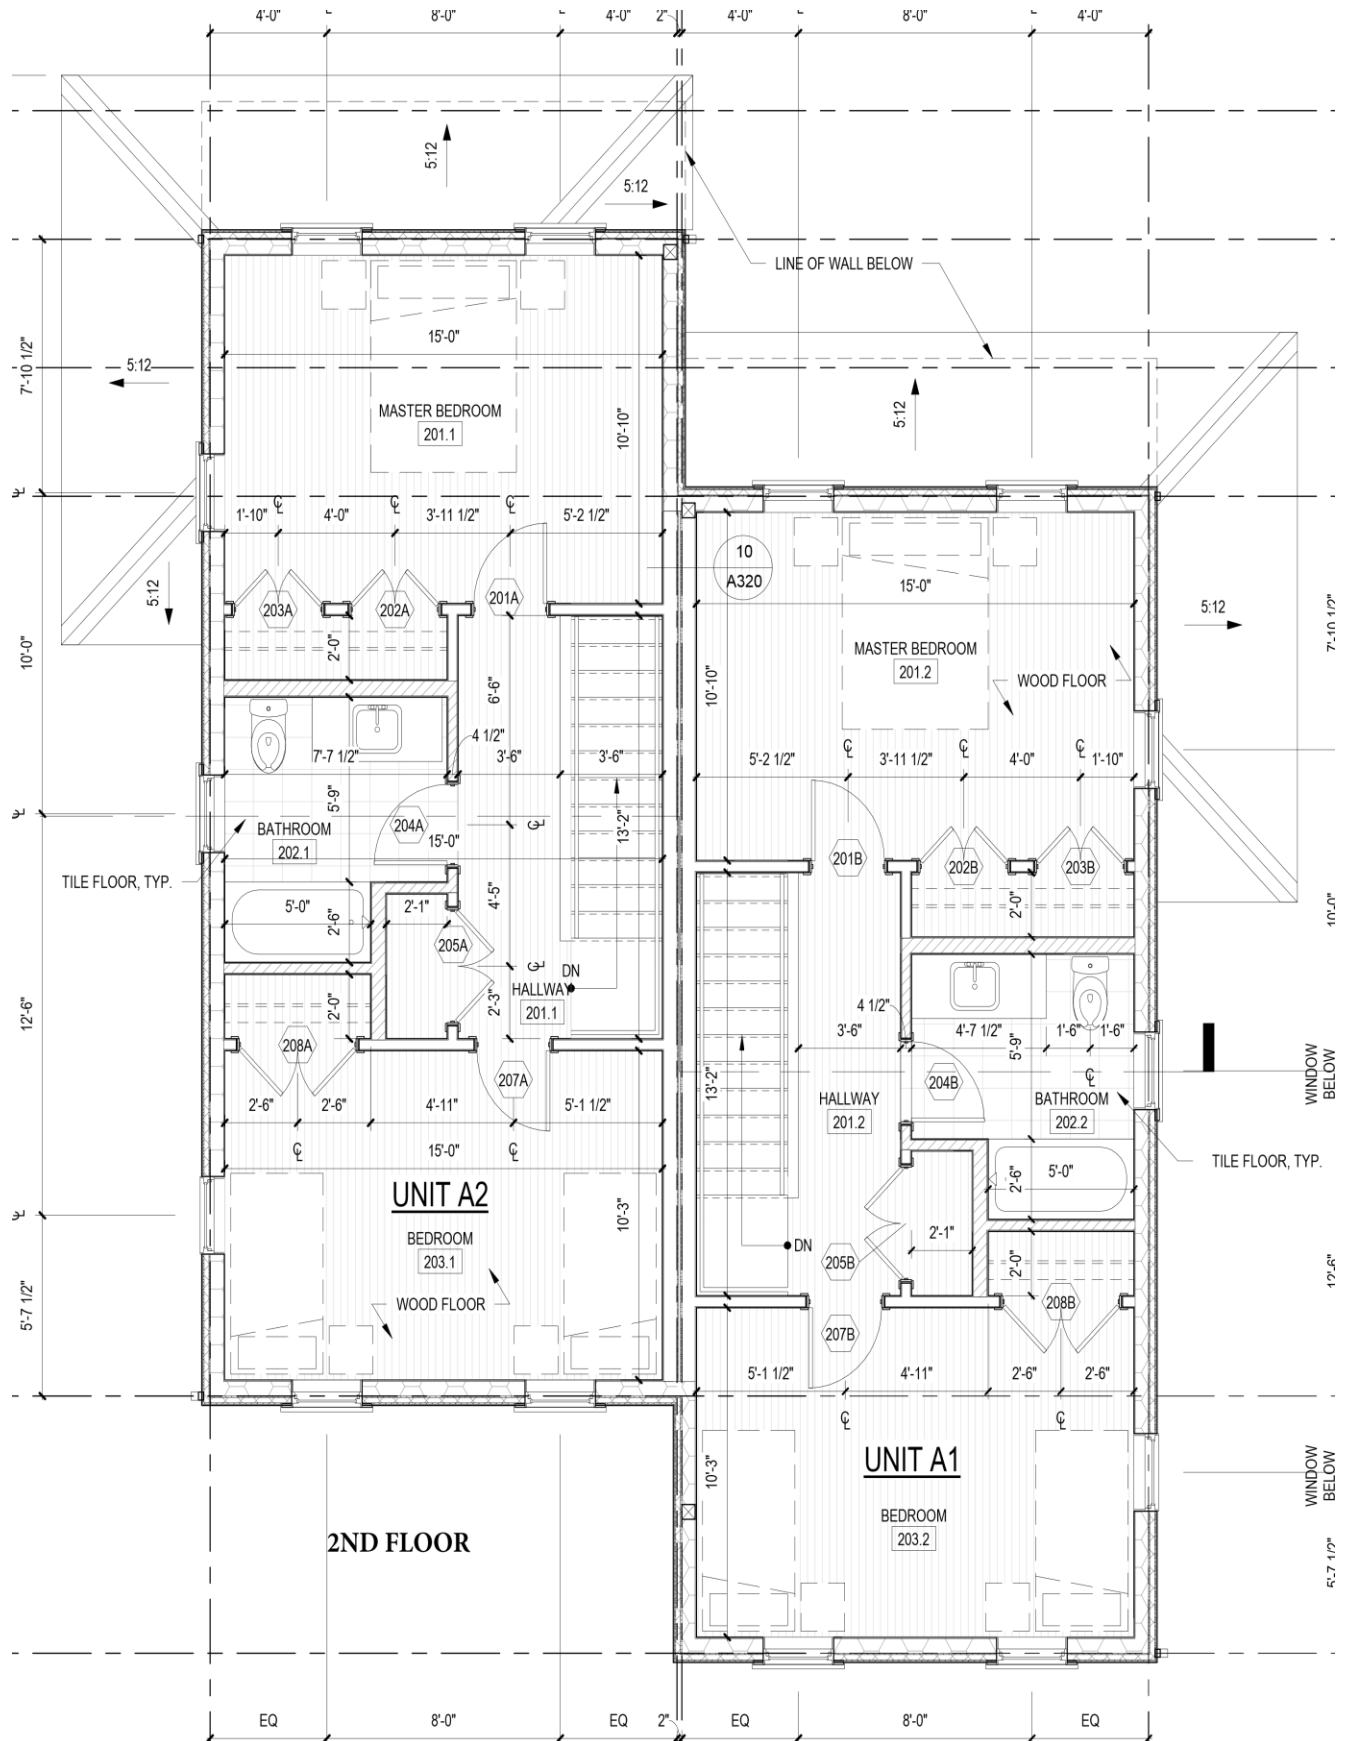 4'-0"
8'-0"
4'-0"
2"
4'-0"
8'-0"
4'-0"
5:12
5:12
LINE OF WALL BELOW
7'-10 1/2"
5:12
15'-0"
MASTER BEDROOM
201.1
10'-10"
5:12
1'-10"
4'-0"
3'-11 1/2"
5'-2 1/2"
10
A320
15'-0"
5:12
203A
202A
201A
5:12
7'-10 1/2"
10'-0"
2'-0"
MASTER BEDROOM
201.2
WOOD FLOOR
10'-10"
6'-6"
4 1/2"
7'-7 1/2"
3'-6"
3'-6"
5'-2 1/2"
3'-11 1/2"
4'-0"
1'-10"
5'-9"
BATHROOM
202.1
204A
15'-0"
13'-2"
201B
202B
203B
TILE FLOOR, TYP.
5'-0"
2'-6"
2'-1"
4'-5"
2'-0"
10'-0"
205A
DN
HALLWAY
201.1
2'-3"
12'-6"
2'-0"
4 1/2"
3'-6"
4'-7 1/2"
1'-6"
1'-6"
208A
207A
5'-9"
204B
13'-2"
WINDOW
BELOW
2'-6"
2'-6"
4'-11"
5'-1 1/2"
HALLWAY
201.2
BATHROOM
202.2
15'-0"
TILE FLOOR, TYP.
5'-0"
2'-6"
UNIT A2
10'-3"
BEDROOM
203.1
2'-1"
DN
205B
2'-0"
12'-6"
5'-7 1/2"
WOOD FLOOR
208B
207B
5'-1 1/2"
4'-11"
2'-6"
2'-6"
UNIT A1
10'-3"
WINDOW
BELOW
BEDROOM
203.2
2ND FLOOR
5'-7 1/2"
EQ
8'-0"
EQ
2"
EQ
8'-0"
EQ